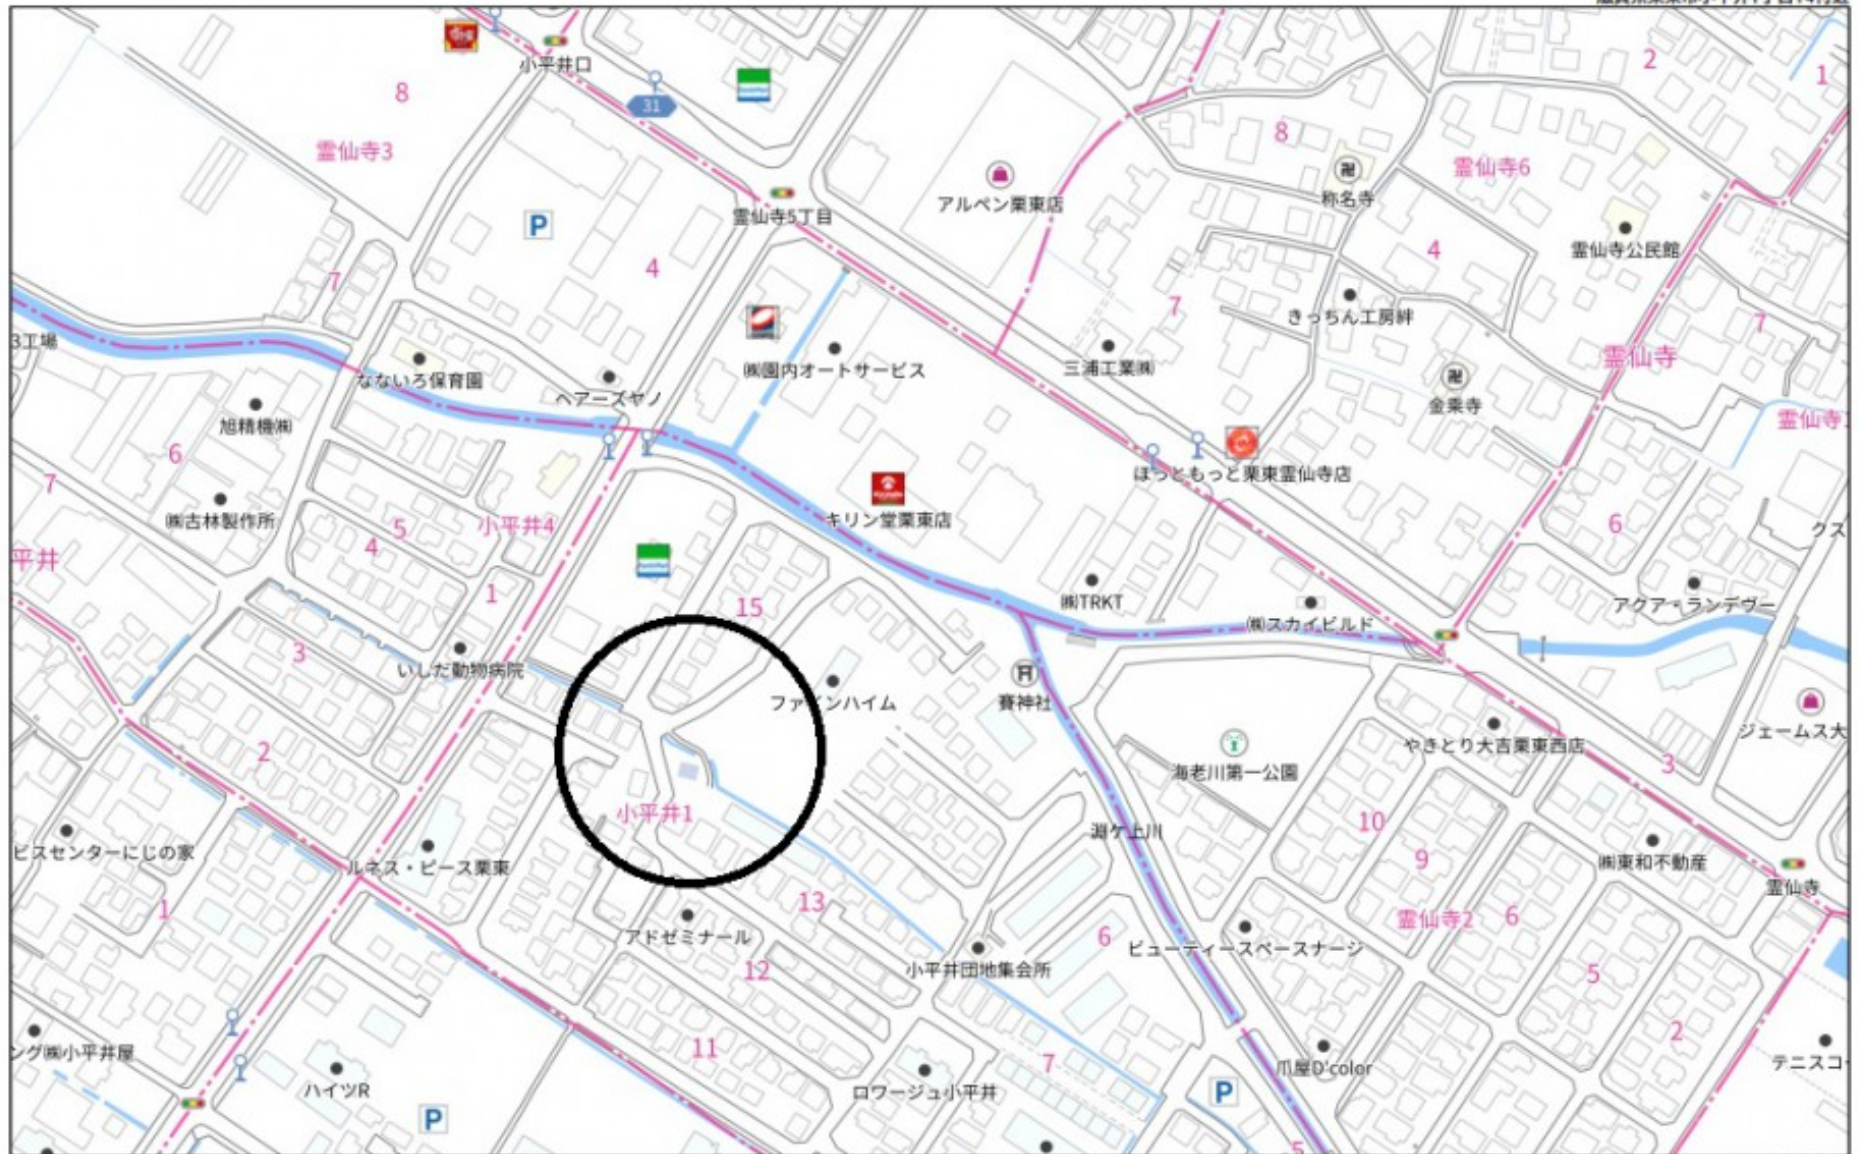 小平井口
31
8
霊仙寺3
2
1
8
霊仙寺6
称名寺
アルペン栗東店
霊仙寺5丁目
P
4
7
4
霊仙寺公民館
7
きっちん工房絆
7
霊仙寺
3工場
なないろ保育園
ヘアーズヤノ
㈱園内オートサービス
三浦工業㈱
金乗寺
旭精機㈱
6
7
㈱古林製作所
5
4
小平井4
1
キリン堂栗東店
ほっともっと栗東霊仙寺店
6
クス
平井
15
㈱TRKT
㈱スカイビルド
アクア・ランデヴー
3
いしだ動物病院
ファインハイム
賽神社
海老川第一公園
やきとり大吉栗東西店
ジェームス大
3
2
小平井1
渕ケ上川
10
9
㈱東和不動産
霊仙寺
ビスセンターにじの家
ルネス・ピース栗東
1
13
アドゼミナール
12
小平井団地集会所
6
ビューティースペースナージ
霊仙寺2
6
5
2
ング㈱小平井屋
ハイツR
P
11
ロワージュ小平井
7
P
爪屋D'color
テニスコー
5